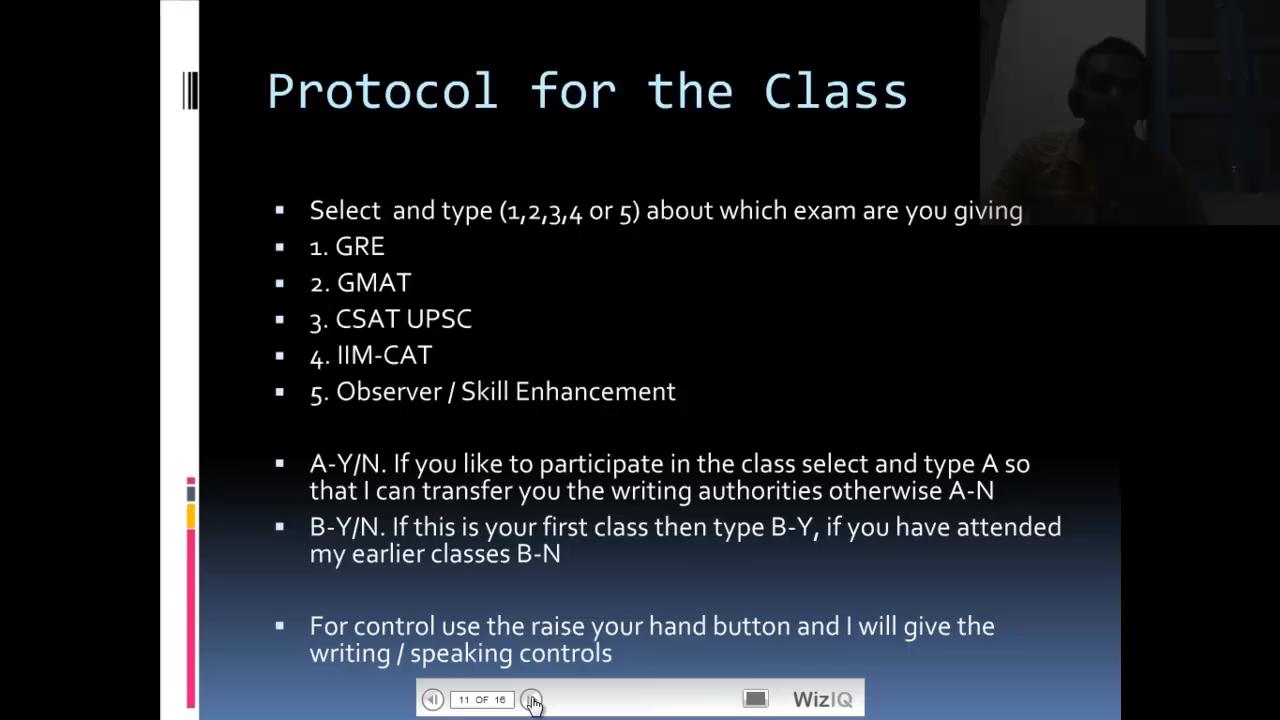 Protocol for the Class
Select and type (1,2,3,4 or 5) about which exam are you giving
1. GRE
2. GMAT
3. CSAT UPSC
4. IIM-CAT
5. Observer / Skill Enhancement
A-Y/N. If you like to participate in the class select and type A so
that I can transfer you the writing authorities otherwise A-N
B-Y/N. If this is your first class then type B-Y, if you have attended
my earlier classes B-N
For control use the raise your hand button and I will give the
writing / speaking controls
11 OF 16 WizIQ